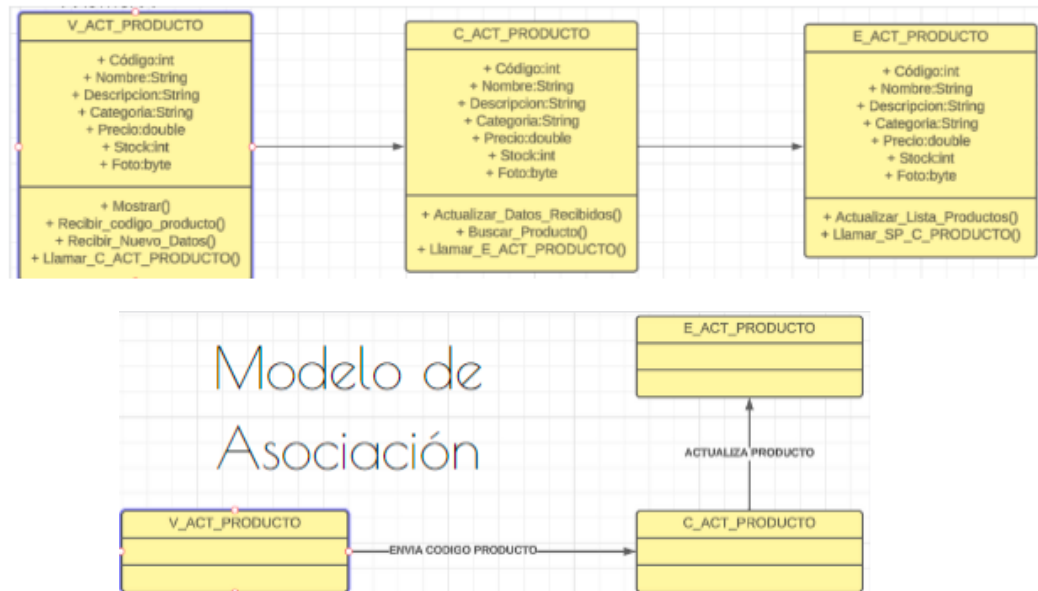 V_ACT_PRODUCTO
+ Código:int
+ Nombre:String
+ Descripcion:String
+ Categoria:String
+ Precio:double
+ Stock:int
+ Foto:byte
+ Mostrar()
+ Recibir_codigo_producto()
+ Recibir_Nuevo_Datos()
+ Llamar_C_ACT_PRODUCTO()
C_ACT_PRODUCTO
+ Código:int
+ Nombre:String
+ Descripcion:String
+ Categoria:String
+ Precio:double
+ Stock:int
+ Foto:byte
+ Actualizar_Datos_Recibidos()
+ Buscar_Producto()
+ Llamar_E_ACT_PRODUCTO()
E_ACT_PRODUCTO
+ Código:int
+ Nombre:String
+ Descripcion:String
+ Categoria:String
+ Precio:double
+ Stock:int
+ Foto:byte
+ Actualizar_Lista_Productos()
+ Llamar_SP_C_PRODUCTO()
Modelo de
Asociación
E_ACT_PRODUCTO
ACTUALIZA PRODUCTO
V_ACT_PRODUCTO
ENVIA CODIGO PRODUCTO
C_ACT_PRODUCTO